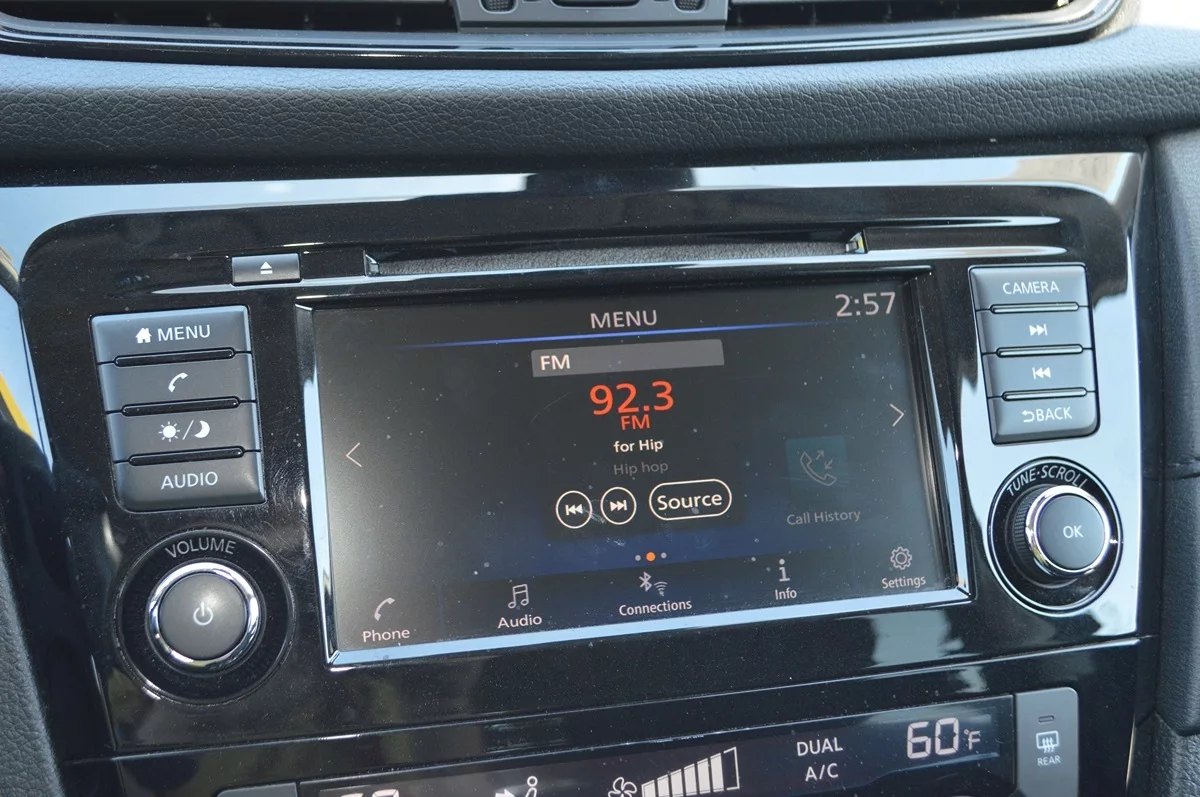 MENU
AUDIO
VOLUME
MENU
2:57
FM
92.3
FM
for Hip
Hip hop
Source
Call History
Phone
Audio
Connections
Info
Settings
CAMERA
BACK
TUNE·SCROLL
OK
DUAL
A/C
60°F
REAR